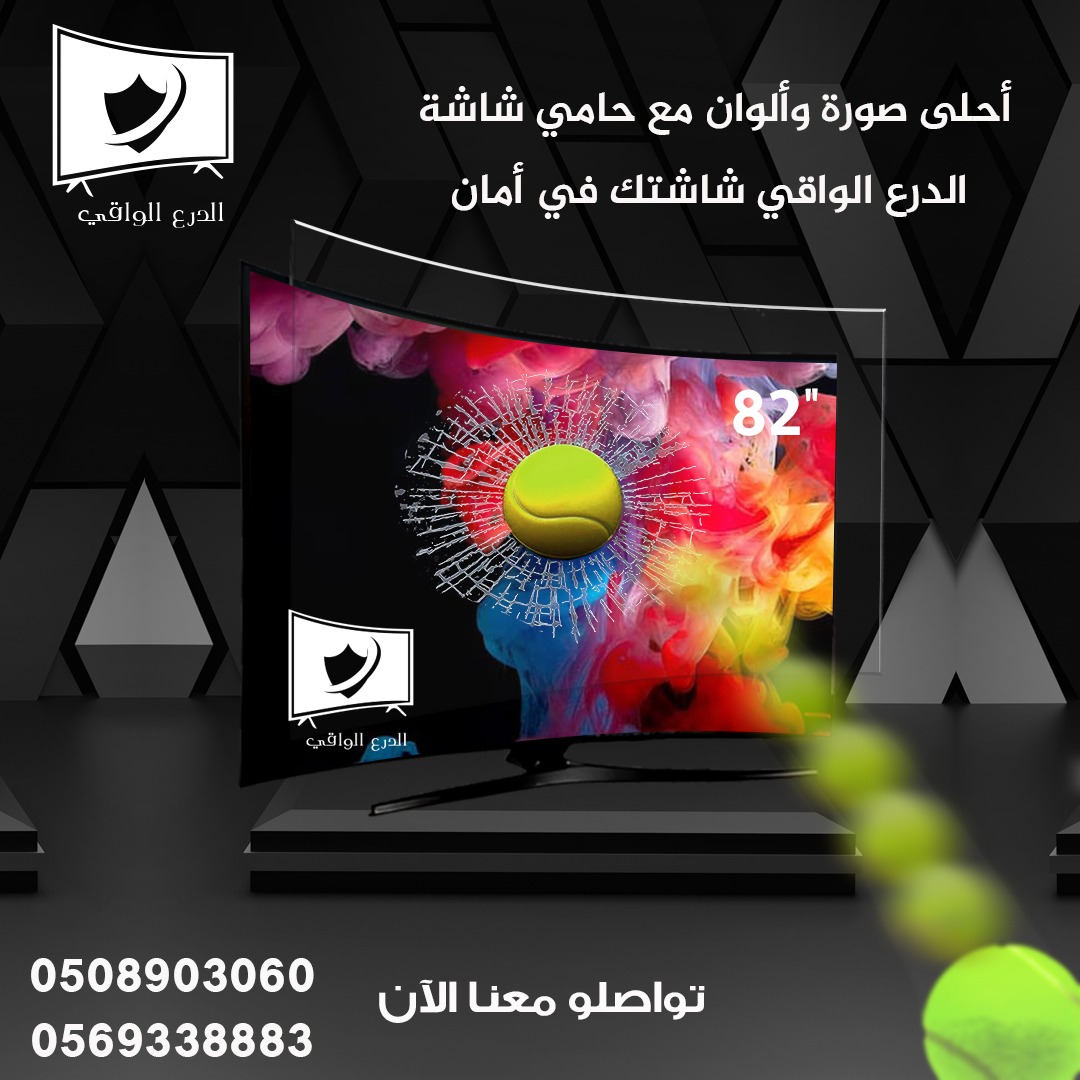 الدرع الواقي
أحلى صورة وألوان مع حامي شاشة
الدرع الواقي شاشتك في أمان
82"
الدرع الواقي
تواصلو معنا الآن
0508903060
0569338883